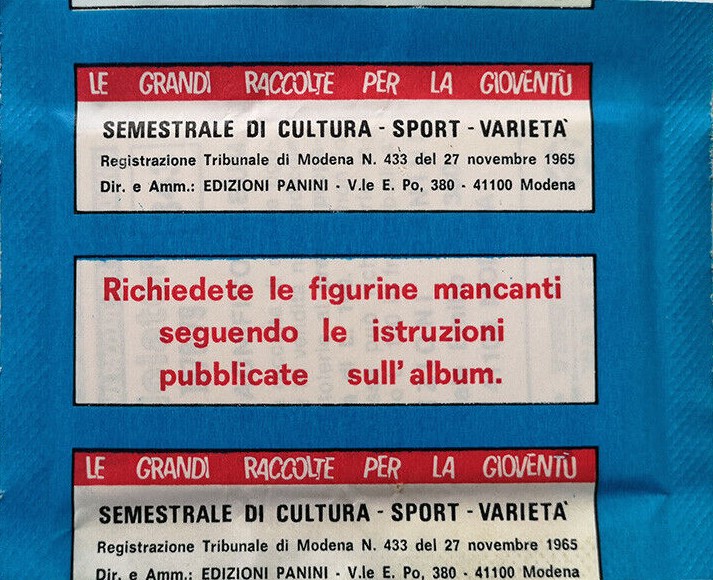 LE GRANDI RACCOLTE PER LA GIOVENTÙ
SEMESTRALE DI CULTURA - SPORT - VARIETA'
Registrazione Tribunale di Modena N. 433 del 27 novembre 1965
Dir. e Amm.: EDIZIONI PANINI - V.le E. Po, 380 - 41100 Modena
Richiedete le figurine mancanti
seguendo le istruzioni
pubblicate sull'album.
LE GRANDI RACCOLTE PER LA GIOVENTÙ
SEMESTRALE DI CULTURA - SPORT - VARIETA'
Registrazione Tribunale di Modena N. 433 del 27 novembre 1965
Dir. e Amm.: EDIZIONI PANINI - V.le E. Po, 380 - 41100 Modena